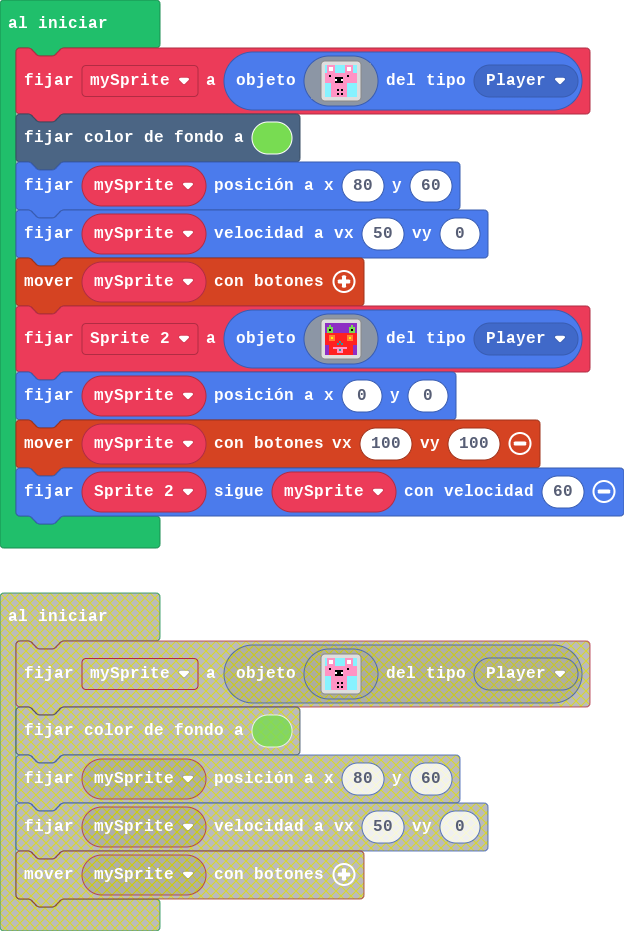 al iniciar
fijar mySprite a objeto del tipo Player
fijar color de fondo a
fijar mySprite posición a x 80 y 60
fijar mySprite velocidad a vx 50 vy 0
mover mySprite con botones
fijar Sprite 2 a objeto del tipo Player
fijar mySprite posición a x 0 y 0
mover mySprite con botones vx 100 vy 100
fijar Sprite 2 sigue mySprite con velocidad 60
al iniciar
fijar mySprite a objeto del tipo Player
fijar color de fondo a
fijar mySprite posición a x 80 y 60
fijar mySprite velocidad a vx 50 vy 0
mover mySprite con botones